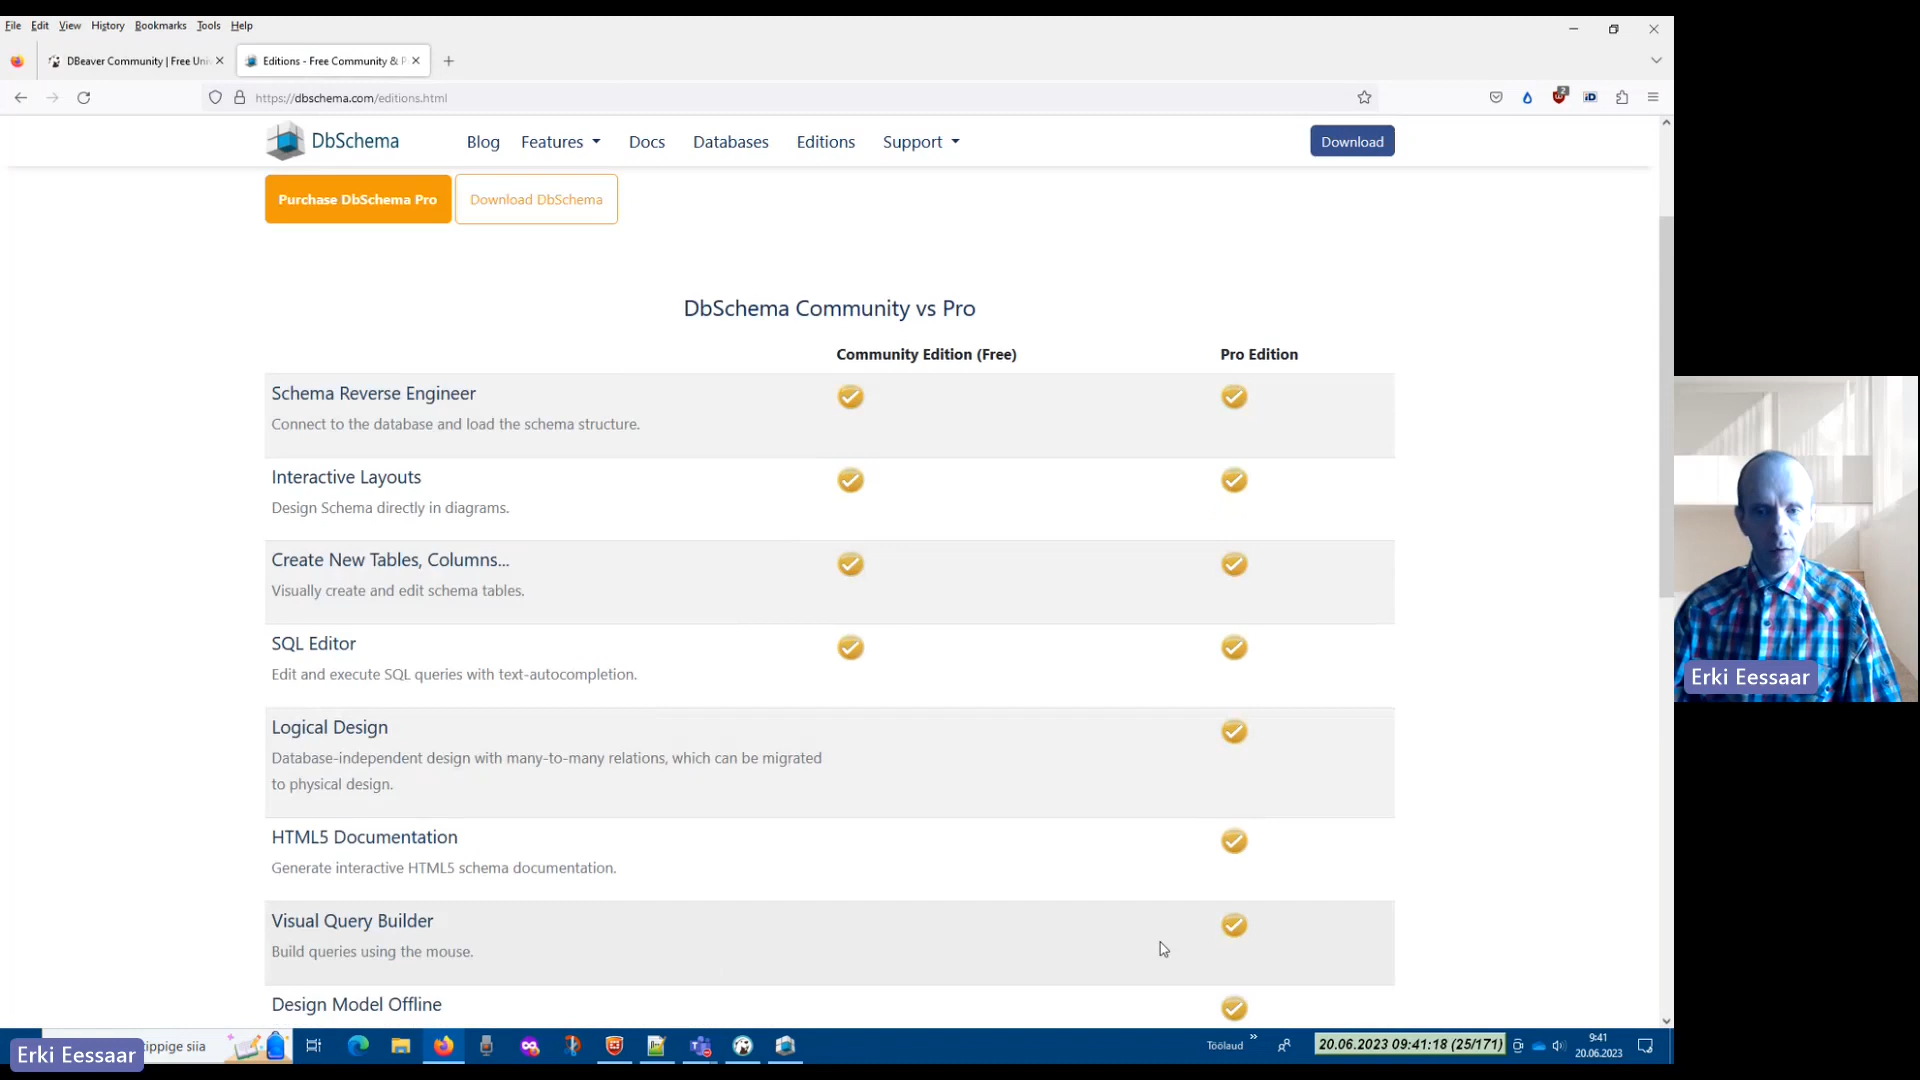 File Edit View History Bookmarks Tools Help
DBeaver Community | Free Uni
Editions - Free Community & P
https://dbschema.com/editions.html
2
iD
DbSchema
Blog
Features
Docs
Databases
Editions
Support
Download
Purchase DbSchema Pro
Download DbSchema
DbSchema Community vs Pro
Community Edition (Free)
Pro Edition
Schema Reverse Engineer
Connect to the database and load the schema structure.
Interactive Layouts
Design Schema directly in diagrams.
Create New Tables, Columns...
Visually create and edit schema tables.
SQL Editor
Edit and execute SQL queries with text-autocompletion.
Logical Design
Database-independent design with many-to-many relations, which can be migrated
to physical design.
HTML5 Documentation
Generate interactive HTML5 schema documentation.
Visual Query Builder
Build queries using the mouse.
Design Model Offline
Erki Eessaar
Erki Eessaar
tippige siia
Töölaud
20.06.2023 09:41:18 (25/171)
9:41
20.06.2023